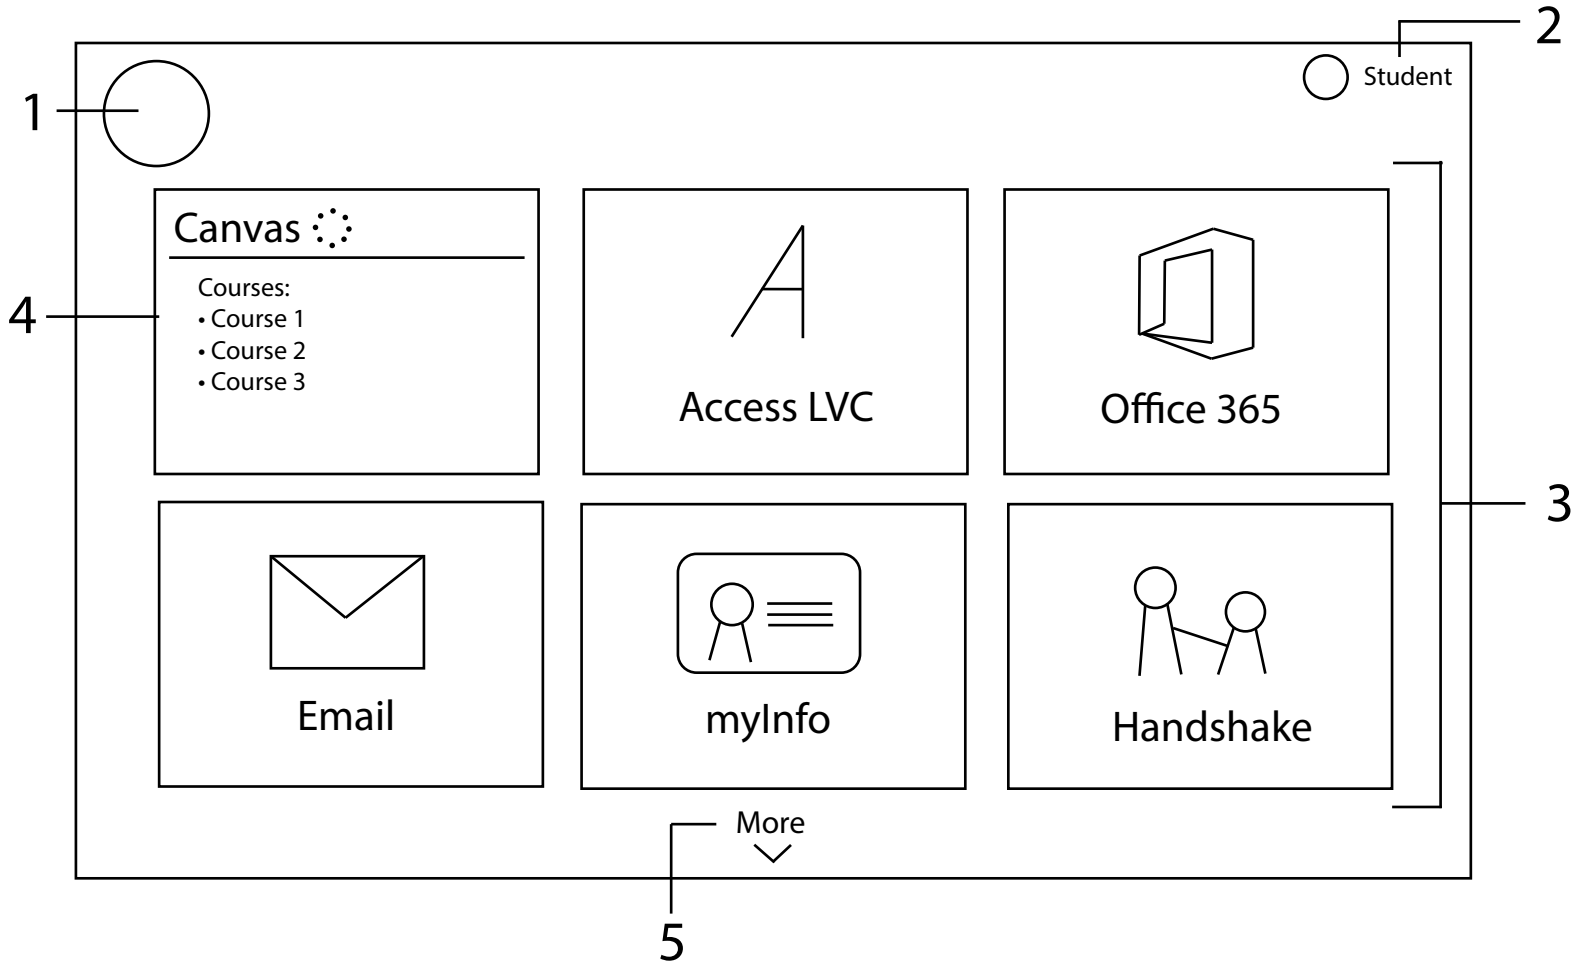 2
Student
1
Canvas
Courses:
• Course 1
• Course 2
• Course 3
4
A
Access LVC
Office 365
3
Email
myInfo
Handshake
More
5